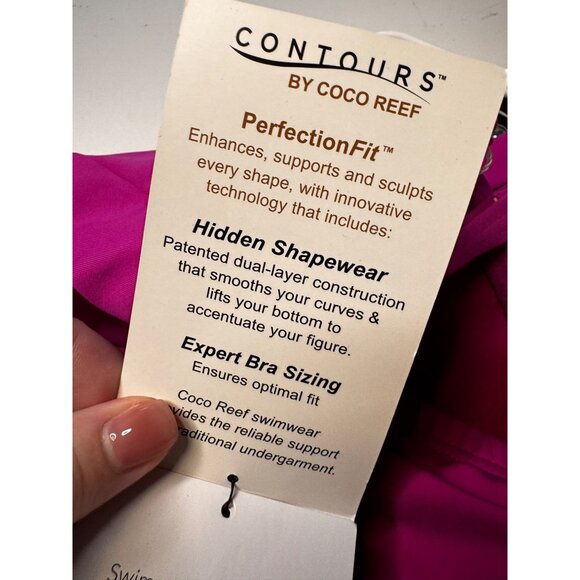 CONTOURS™
BY COCO REEF
PerfectionFit™
Enhances, supports and sculpts
every shape, with innovative
technology that includes:
Hidden Shapewear
Patented dual-layer construction
that smooths your curves &
lifts your bottom to
accentuate your figure.
Expert Bra Sizing
Ensures optimal fit
Coco Reef swimwear
the reliable support
undergarment.